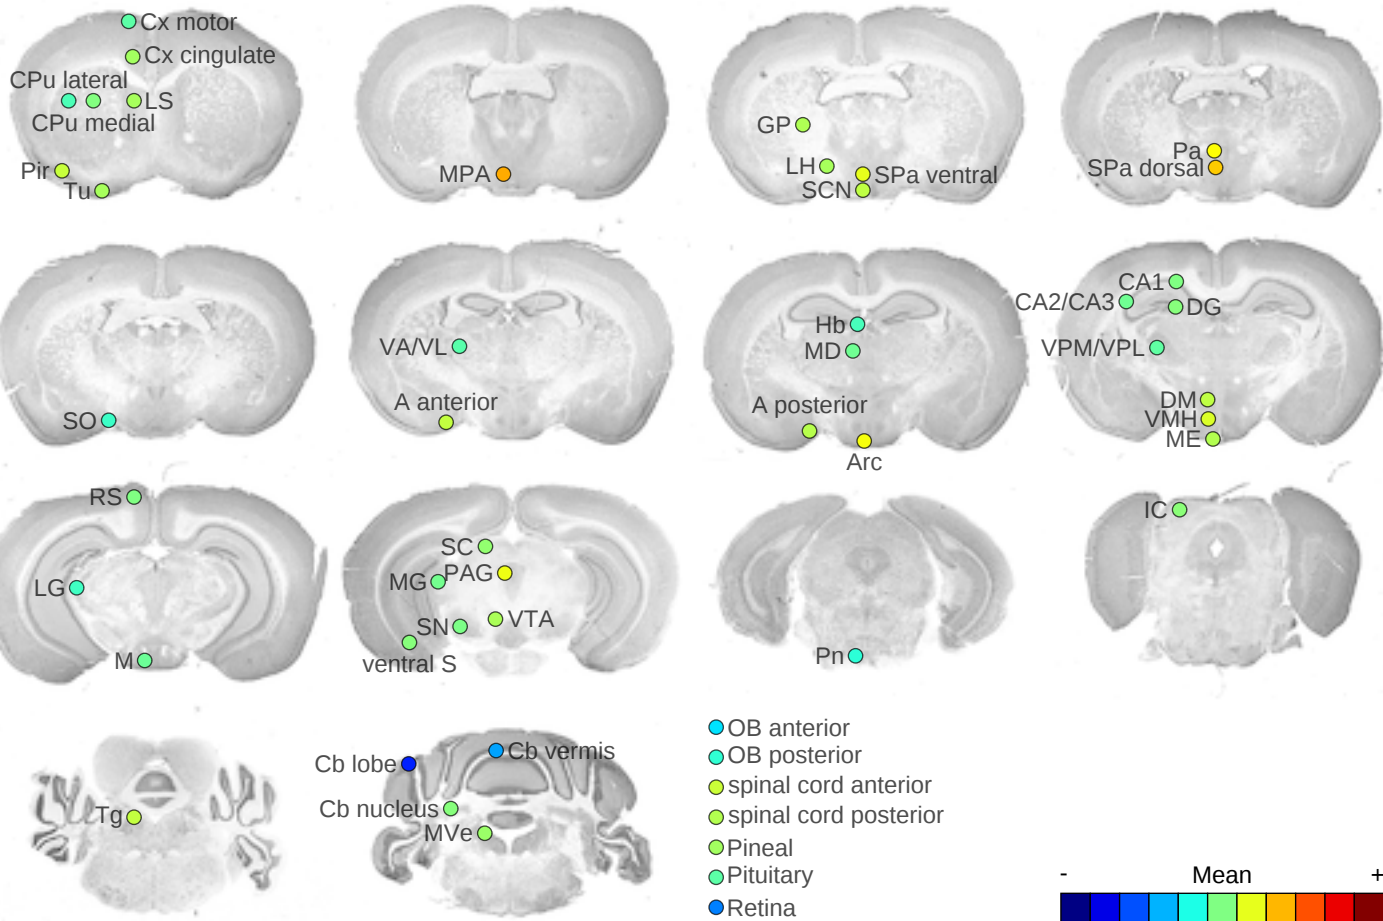 Cx motor
Cx cingulate
CPu lateral
LS
CPu medial
Pir
Tu
MPA
GP
LH
SPa ventral
SCN
Pa
SPa dorsal
SO
VA/VL
A anterior
Hb
MD
A posterior
Arc
CA1
CA2/CA3
DG
VPM/VPL
DM
VMH
ME
RS
LG
M
SC
PAG
MG
VTA
SN
ventral S
Pn
IC
Tg
Cb vermis
Cb lobe
Cb nucleus
MVe
OB anterior
OB posterior
spinal cord anterior
spinal cord posterior
Pineal
Pituitary
Retina
- Mean +